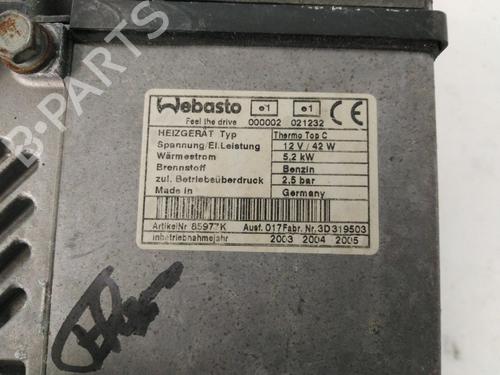 Webasto e1 e1 CE
Feel the drive 000002 021232
HEIZGERÄT Typ Thermo Top C
Spannung/El.Leistung 12 V / 42 W
Wärmestrom 5,2 kW
Brennstoff Benzin
zul. Betriebsüberdruck 2.5 bar
Made in Germany
ArtikelNr Ausf. 017 Fabr. Nr. 3D319503
inbetriebnahmejahr 2003 2004 2005
B-PARTS